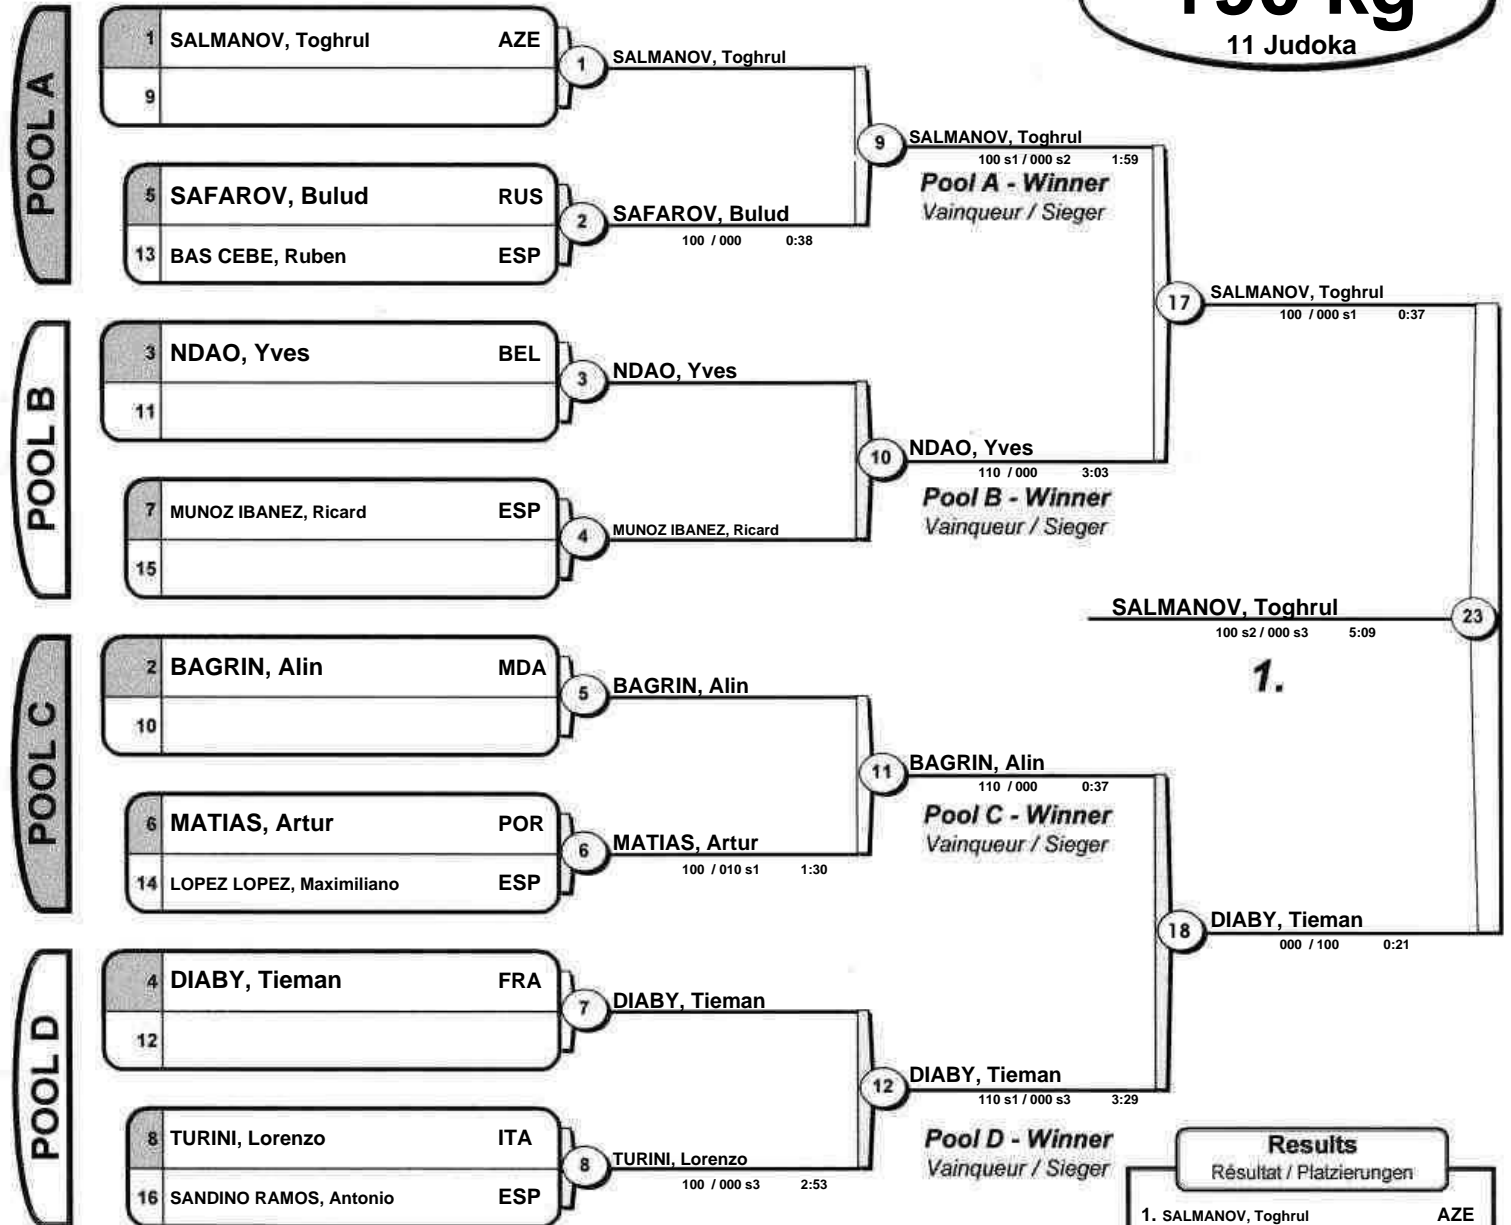 190 kg
11 Judoka
POOL A
1 SALMANOV, Toghrul AZE
9
1 SALMANOV, Toghrul
5 SAFAROV, Bulud RUS
13 BAS CEBE, Ruben ESP
2 SAFAROV, Bulud
100 / 000 0:38
9 SALMANOV, Toghrul
100 s1 / 000 s2 1:59
Pool A - Winner
Vainqueur / Sieger
POOL B
3 NDAO, Yves BEL
11
3 NDAO, Yves
7 MUNOZ IBANEZ, Ricard ESP
15
4 MUNOZ IBANEZ, Ricard
10 NDAO, Yves
110 / 000 3:03
Pool B - Winner
Vainqueur / Sieger
17 SALMANOV, Toghrul
100 / 000 s1 0:37
SALMANOV, Toghrul 23
100 s2 / 000 s3 5:09
1.
POOL C
2 BAGRIN, Alin MDA
10
5 BAGRIN, Alin
6 MATIAS, Artur POR
14 LOPEZ LOPEZ, Maximiliano ESP
6 MATIAS, Artur
100 / 010 s1 1:30
11 BAGRIN, Alin
110 / 000 0:37
Pool C - Winner
Vainqueur / Sieger
18 DIABY, Tieman
000 / 100 0:21
POOL D
4 DIABY, Tieman FRA
12
7 DIABY, Tieman
8 TURINI, Lorenzo ITA
16 SANDINO RAMOS, Antonio ESP
8 TURINI, Lorenzo
100 / 000 s3 2:53
12 DIABY, Tieman
110 s1 / 000 s3 3:29
Pool D - Winner
Vainqueur / Sieger
Results
Résultat / Platzierungen
1. SALMANOV, Toghrul AZE